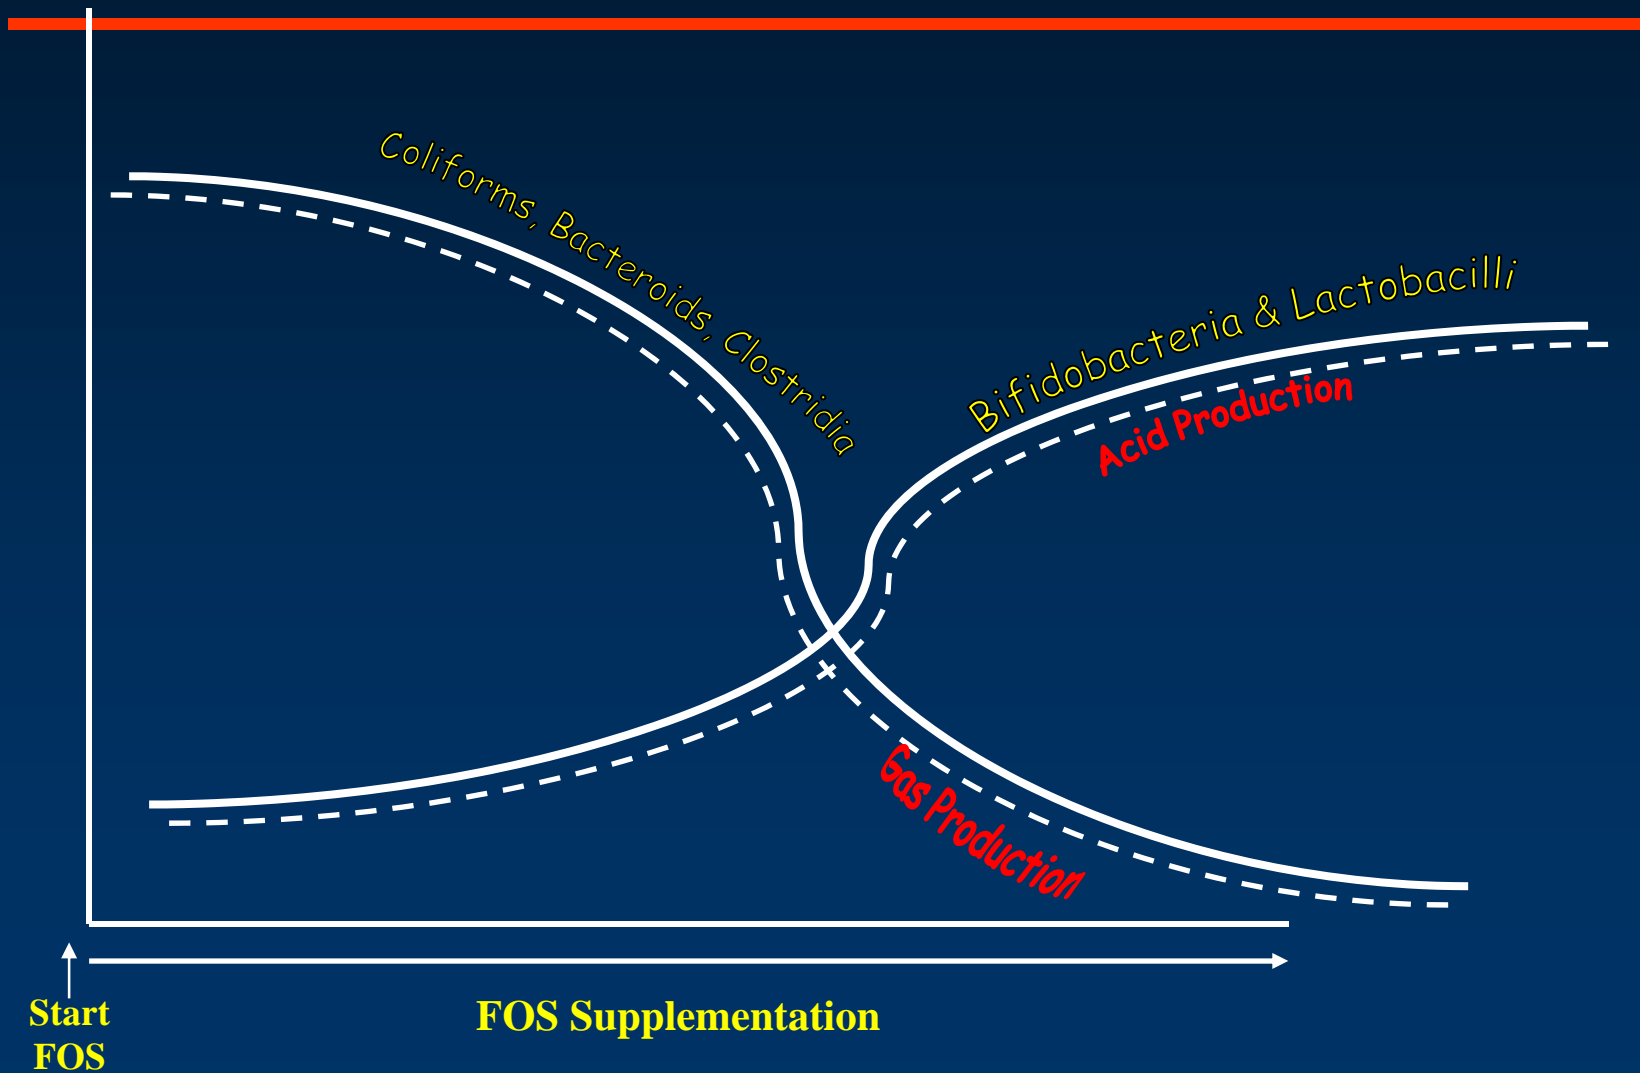 Coliforms, Bacteroids, Clostridia
Bifidobacteria & Lactobacilli
Acid Production
Gas Production
Start
FOS
FOS Supplementation